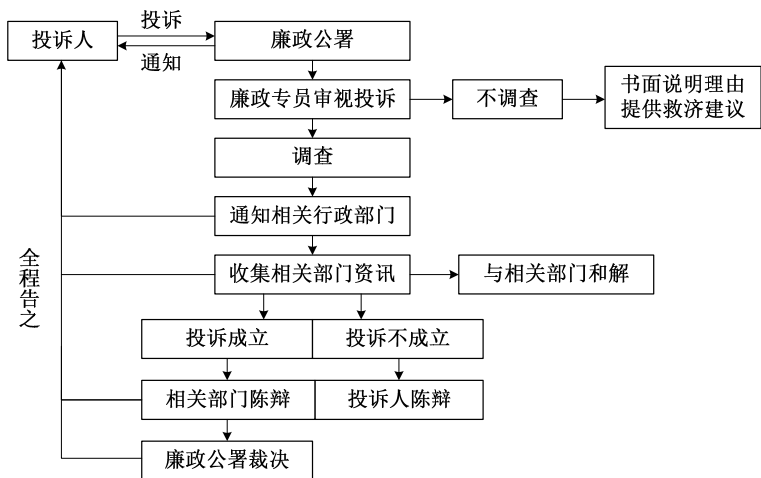 投诉人
投诉
通知
廉政公署
廉政专员审视投诉
不调查
书面说明理由
提供救济建议
调查
通知相关行政部门
全程告之
收集相关部门资讯
与相关部门和解
投诉成立
投诉不成立
相关部门陈辩
投诉人陈辩
廉政公署裁决